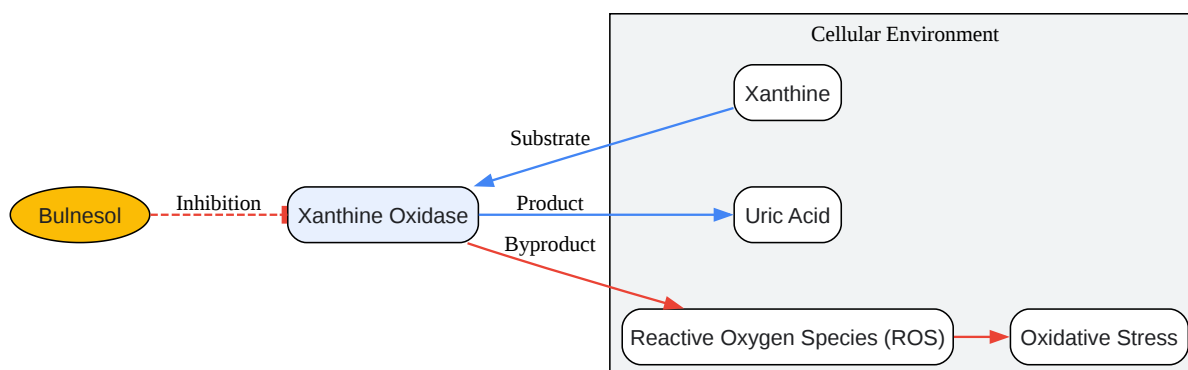 Cellular Environment
Xanthine
Substrate
Bulnesol
Inhibition
Xanthine Oxidase
Product
Uric Acid
Byproduct
Reactive Oxygen Species (ROS)
Oxidative Stress